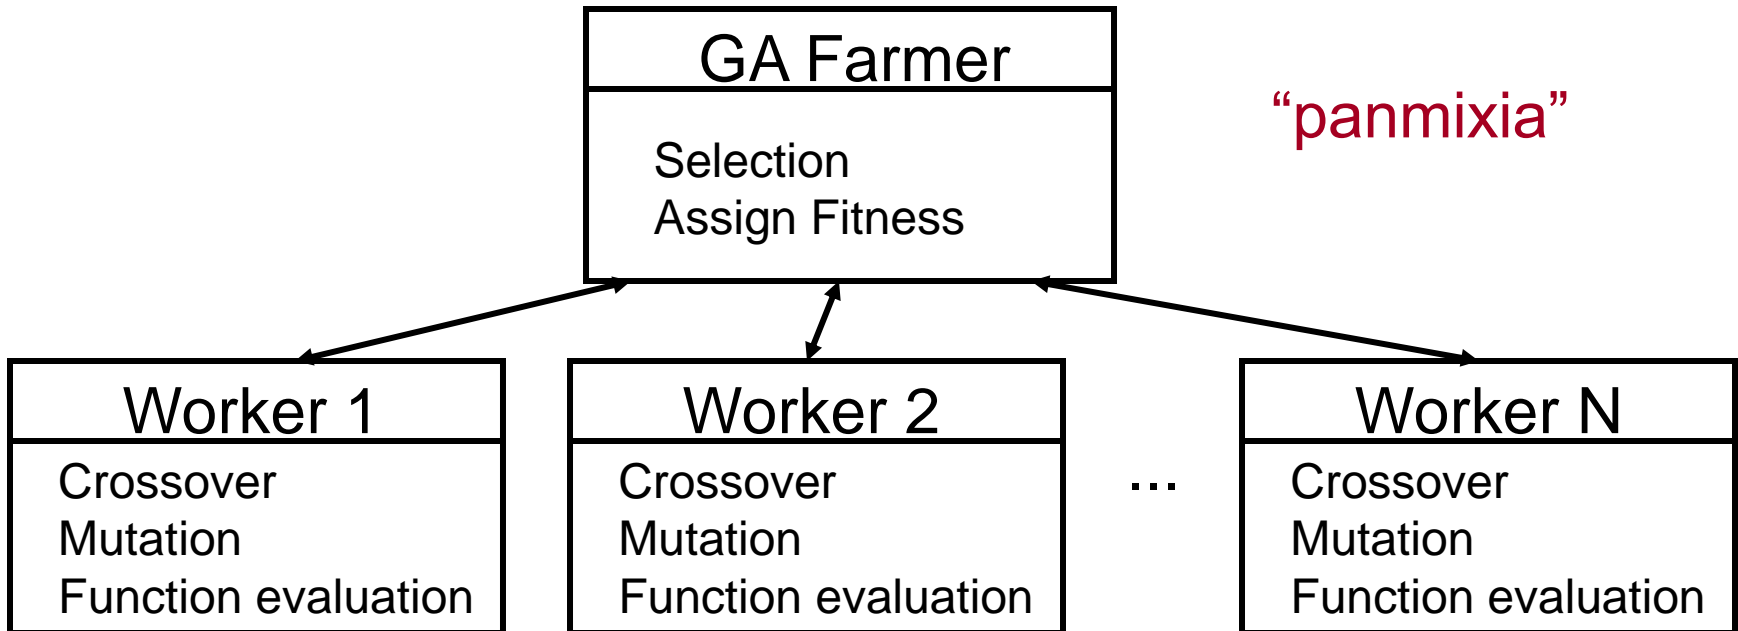 GA Farmer
“panmixia”
Selection
Assign Fitness
Worker 1
Crossover
Mutation
Function evaluation
Worker 2
Crossover
Mutation
Function evaluation
...
Worker N
Crossover
Mutation
Function evaluation